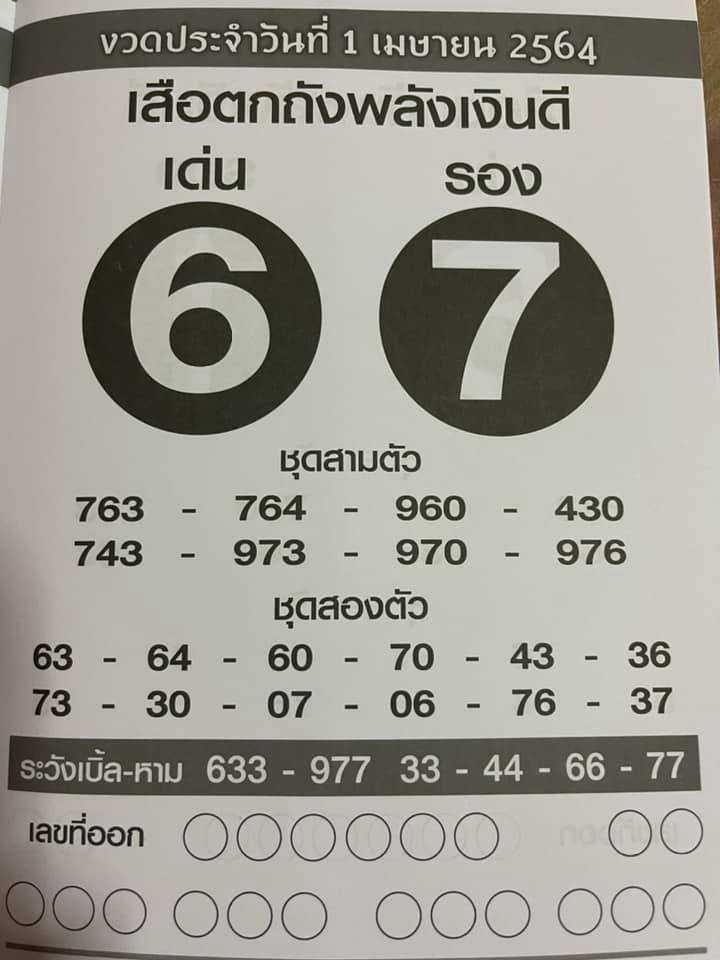 งวดประจำวันที่ 1 เมษายน 2564
เสือตกถังพลังเงินดี
เด่น รอง
6 7
ชุดสามตัว
763 - 764 - 960 - 430
743 - 973 - 970 - 976
ชุดสองตัว
63 - 64 - 60 - 70 - 43 - 36
73 - 30 - 07 - 06 - 76 - 37
ระวังเบิ้ล-หาม 633 - 977 33 - 44 - 66 - 77
เลขที่ออก